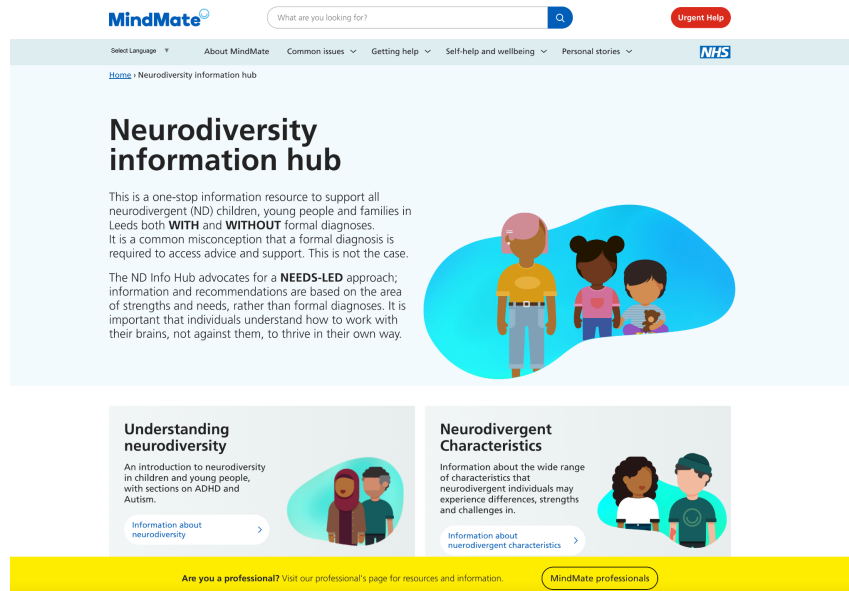 MindMate
What are you looking for?
Urgent Help
Select Language ▼
About MindMate
Common issues
Getting help
Self-help and wellbeing
Personal stories
NHS
Home › Neurodiversity information hub
Neurodiversity
information hub
This is a one-stop information resource to support all
neurodivergent (ND) children, young people and families in
Leeds both WITH and WITHOUT formal diagnoses.
It is a common misconception that a formal diagnosis is
required to access advice and support. This is not the case.
The ND Info Hub advocates for a NEEDS-LED approach;
information and recommendations are based on the area
of strengths and needs, rather than formal diagnoses. It is
important that individuals understand how to work with
their brains, not against them, to thrive in their own way.
Understanding
neurodiversity
An introduction to neurodiversity
in children and young people,
with sections on ADHD and
Autism.
Information about
neurodiversity
Neurodivergent
Characteristics
Information about the wide range
of characteristics that
neurodivergent individuals may
experience differences, strengths
and challenges in.
Information about
nuerodivergent characteristics
Are you a professional? Visit our professional's page for resources and information.
MindMate professionals